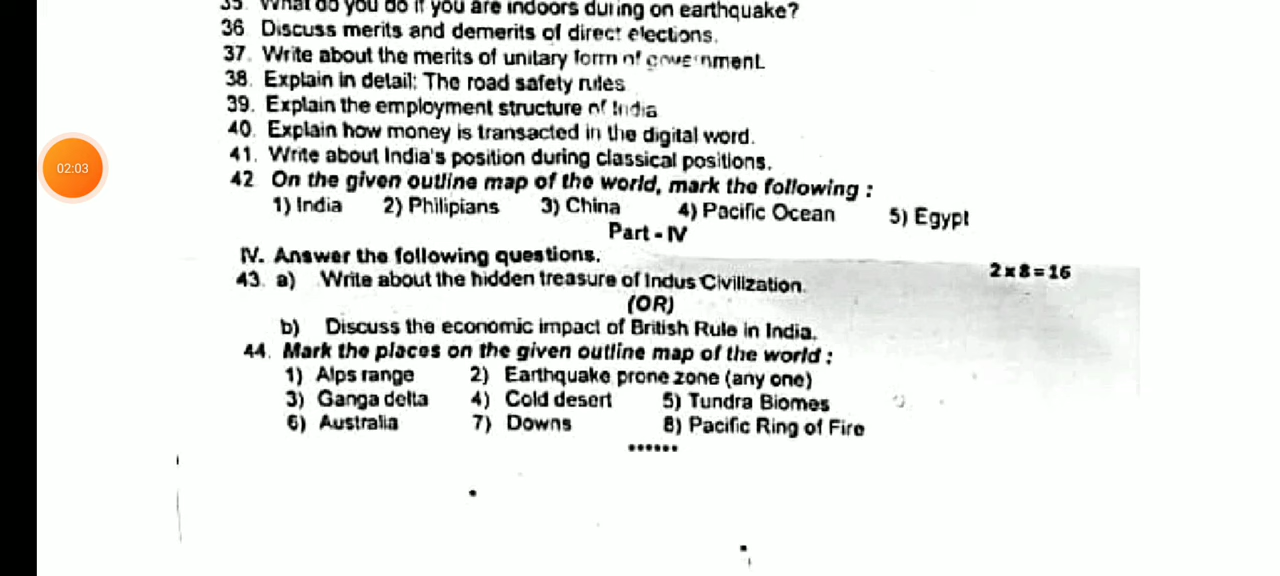 35. What do you do if you are indoors during on earthquake?
36. Discuss merits and demerits of direct elections.
37. Write about the merits of unitary form of government.
38. Explain in detail: The road safety rules
39. Explain the employment structure of India
40. Explain how money is transacted in the digital word.
41. Write about India's position during classical positions.
42 On the given outline map of the world, mark the following :
1) India 2) Philipians 3) China 4) Pacific Ocean 5) Egypt
Part - IV
IV. Answer the following questions. 2x8=16
43. a) Write about the hidden treasure of Indus Civilization.
(OR)
b) Discuss the economic impact of British Rule in India.
44. Mark the places on the given outline map of the world :
1) Alps range 2) Earthquake prone zone (any one)
3) Ganga delta 4) Cold desert 5) Tundra Biomes
6) Australia 7) Downs 8) Pacific Ring of Fire
••••••
02:03